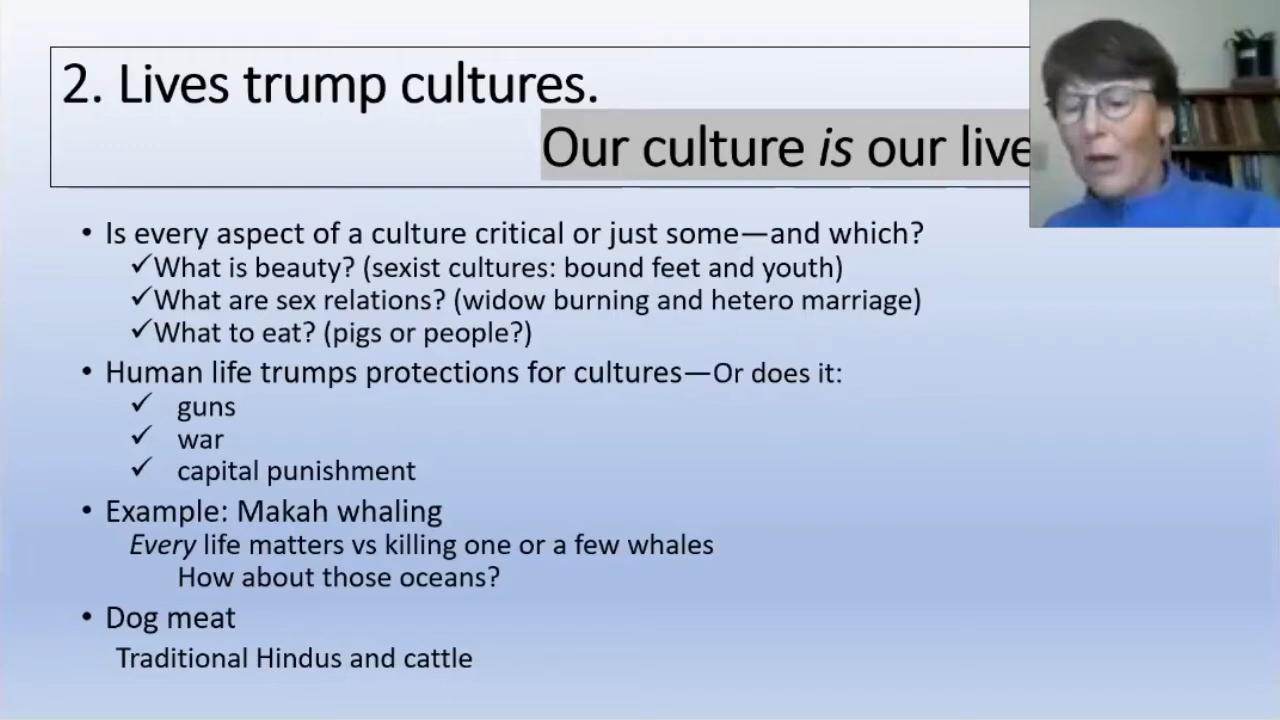 2. Lives trump cultures.
Our culture is our live
• Is every aspect of a culture critical or just some—and which?
✓What is beauty? (sexist cultures: bound feet and youth)
✓What are sex relations? (widow burning and hetero marriage)
✓What to eat? (pigs or people?)
• Human life trumps protections for cultures—Or does it:
✓ guns
✓ war
✓ capital punishment
• Example: Makah whaling
Every life matters vs killing one or a few whales
How about those oceans?
• Dog meat
Traditional Hindus and cattle